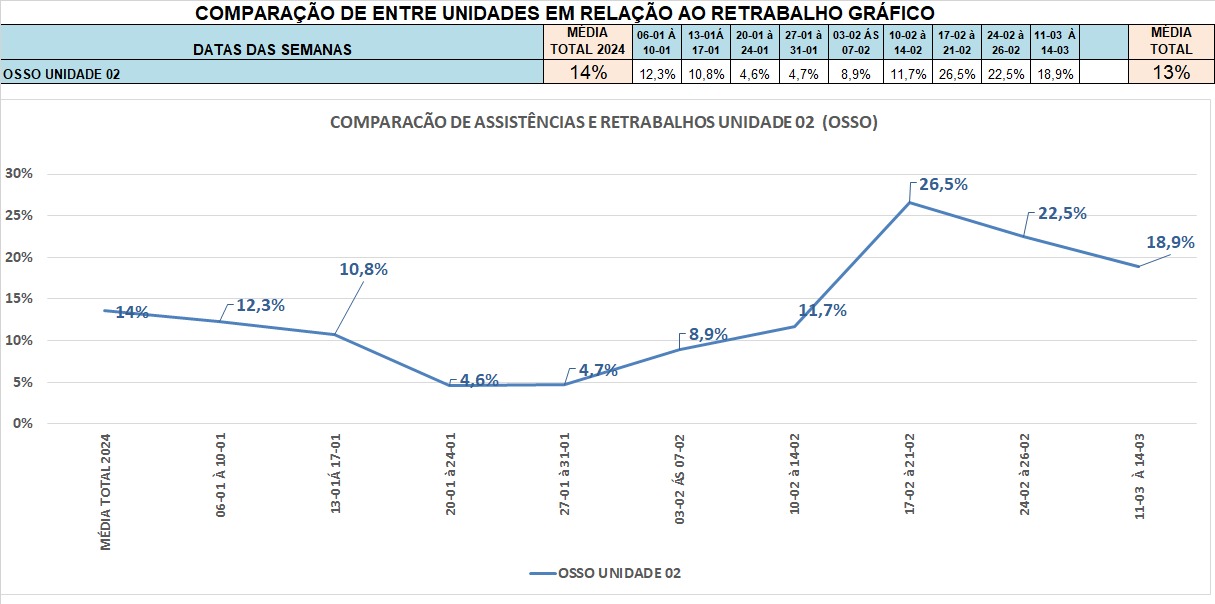 COMPARAÇÃO DE ENTRE UNIDADES EM RELAÇÃO AO RETRABALHO GRÁFICO
DATAS DAS SEMANAS
MÉDIA
TOTAL 2024
06-01 à
10-01
13-01Á
17-01
20-01 à
24-01
27-01 à
31-01
03-02 ÁS
07-02
10-02 à
14-02
17-02 à
21-02
24-02 à
26-02
11-03 À
14-03
MÉDIA
TOTAL
OSSO UNIDADE 02 14% 12,3% 10,8% 4,6% 4,7% 8,9% 11,7% 26,5% 22,5% 18,9% 13%
COMPARACÃO DE ASSISTÊNCIAS E RETRABALHOS UNIDADE 02 (OSSO)
30%
25%
20%
15%
10%
5%
0%
14%
12,3%
10,8%
4,6%
4,7%
8,9%
11,7%
26,5%
22,5%
18,9%
MÉDIA TOTAL 2024
06-01 À 10-01
13-01Á 17-01
20-01 à24-01
27-01 à31-01
03-02 ÁS 07-02
10-02 à14-02
17-02 à21-02
24-02 à26-02
11-03 À 14-03
OSSO UNIDADE 02